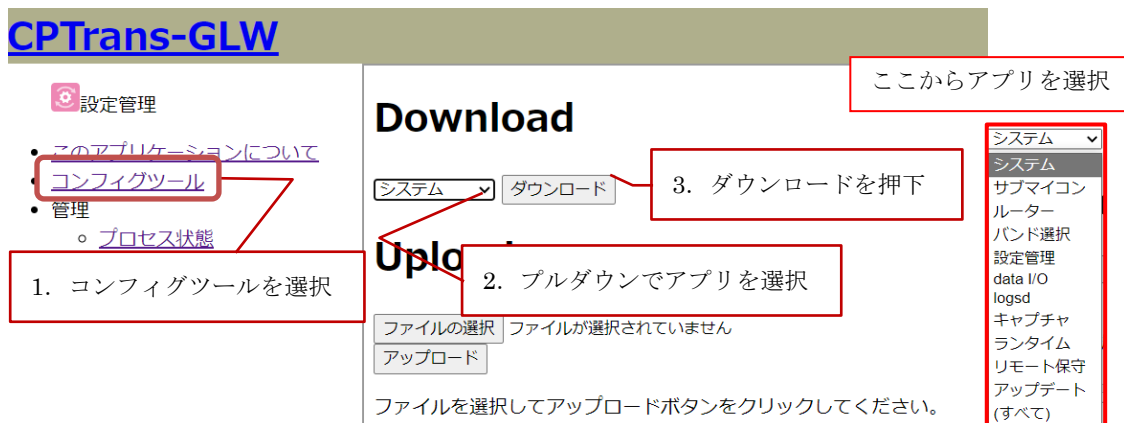 CPTrans-GLW
設定管理
このアプリケーションについて
コンフィグツール
管理
プロセス状態
1. コンフィグツールを選択
Download
システム
ダウンロード
3. ダウンロードを押下
Uplo
2. プルダウンでアプリを選択
ファイルの選択 ファイルが選択されていません
アップロード
ファイルを選択してアップロードボタンをクリックしてください。
ここからアプリを選択
システム
システム
サブマイコン
ルーター
バンド選択
設定管理
data I/O
logsd
キャプチャ
ランタイム
リモート保守
アップデート
(すべて)